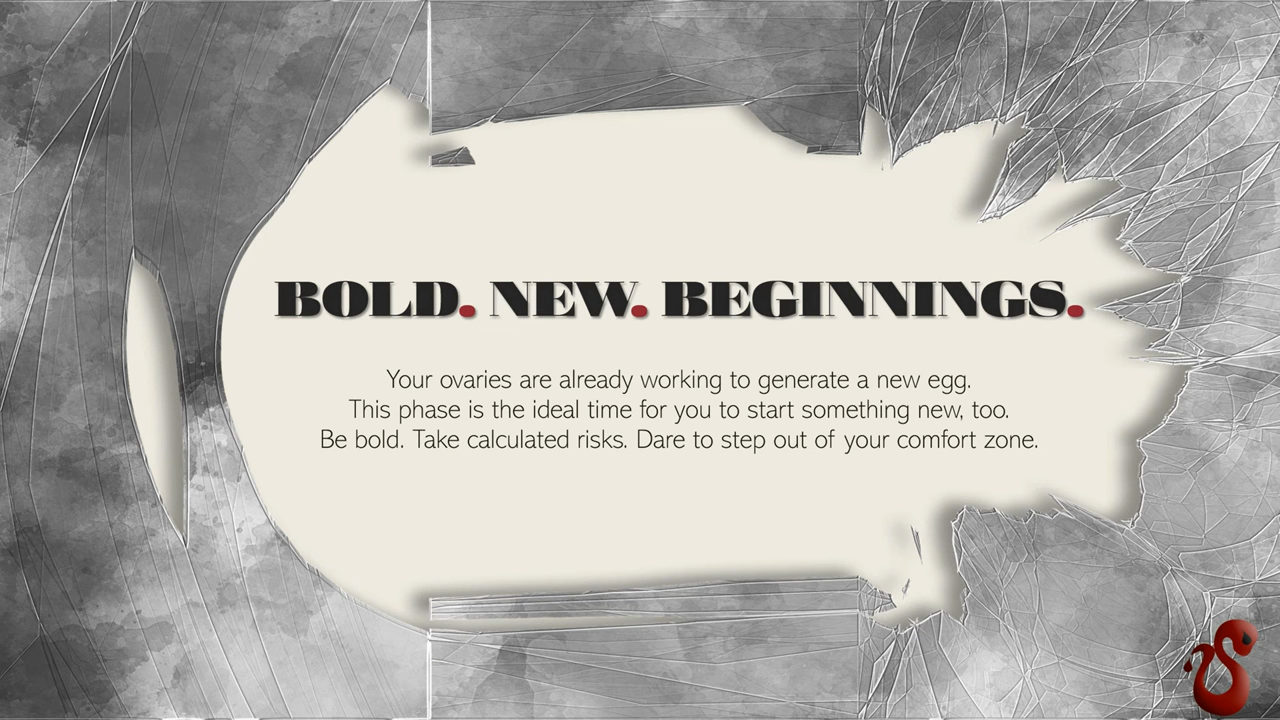 BOLD. NEW. BEGINNINGS.
Your ovaries are already working to generate a new egg.
This phase is the ideal time for you to start something new, too.
Be bold. Take calculated risks. Dare to step out of your comfort zone.